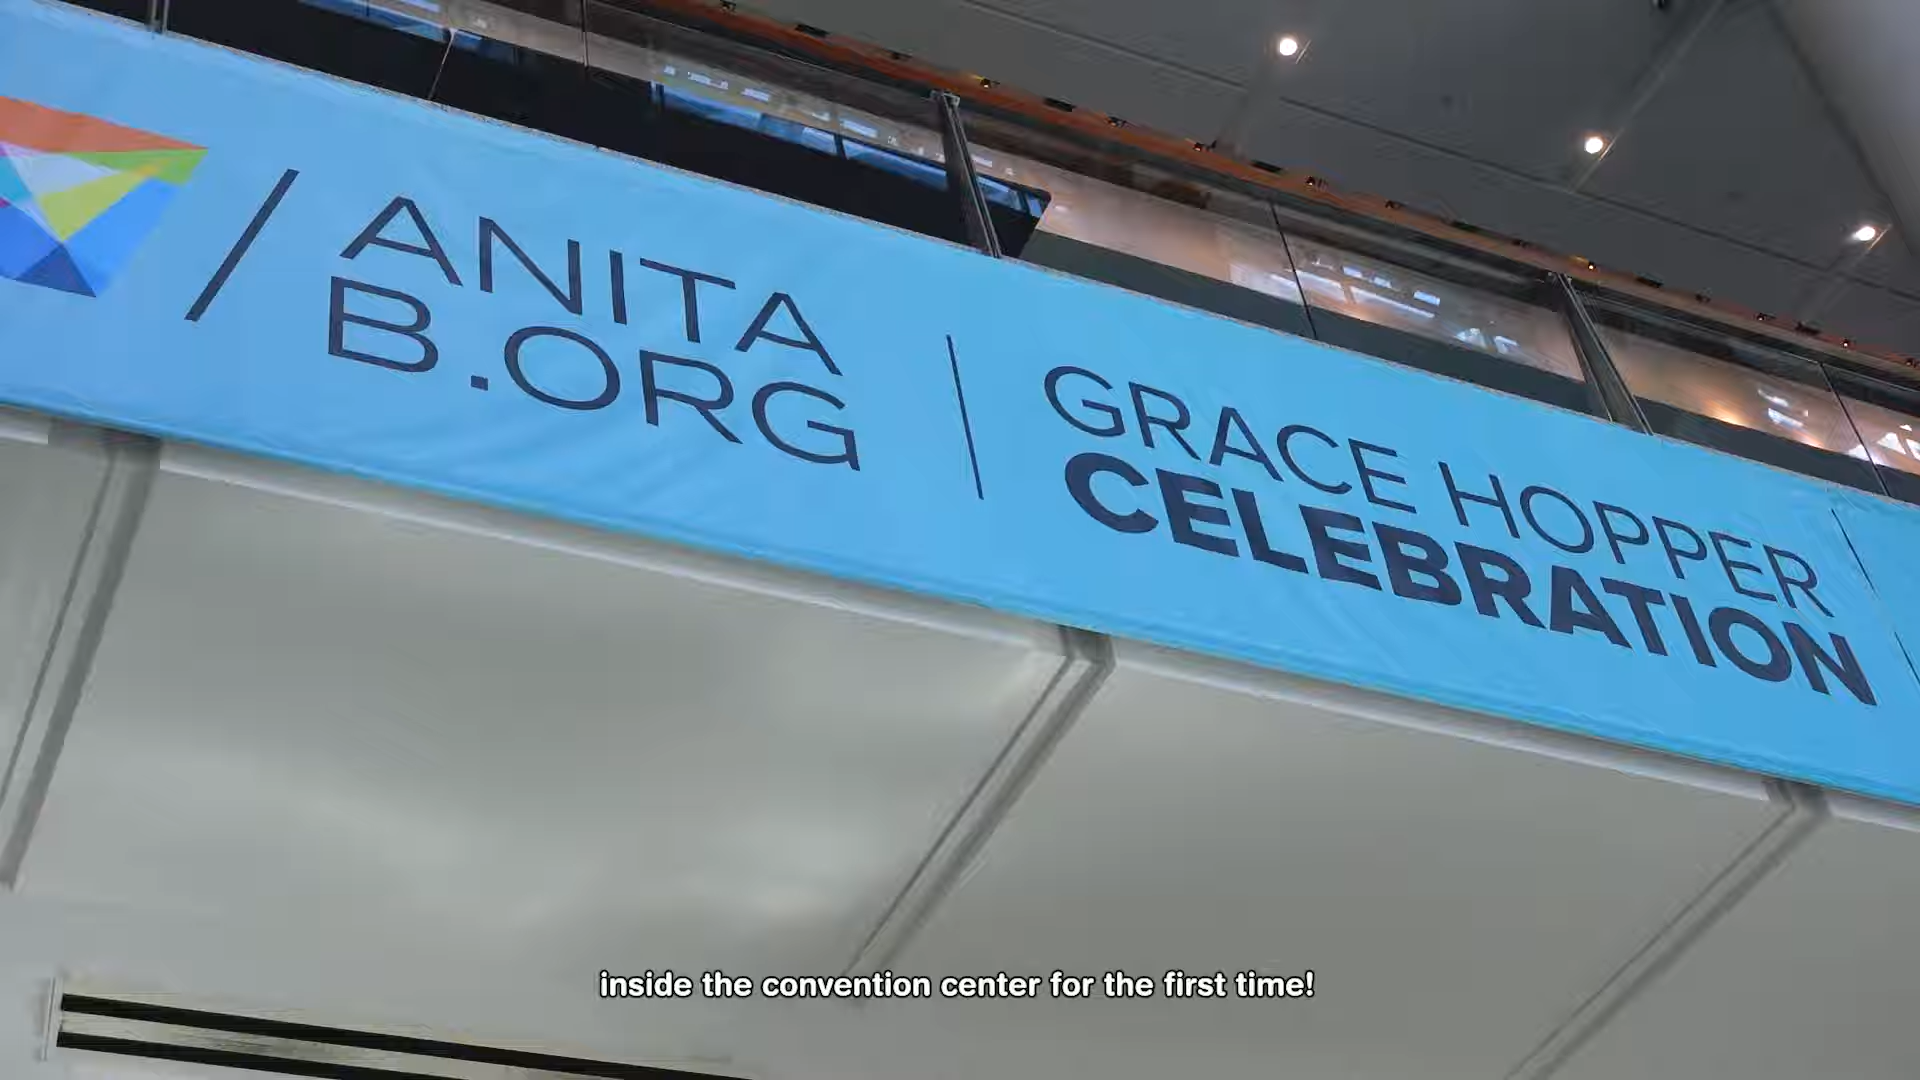 ANITA
B.ORG
GRACE HOPPER
CELEBRATION
inside the convention center for the first time!